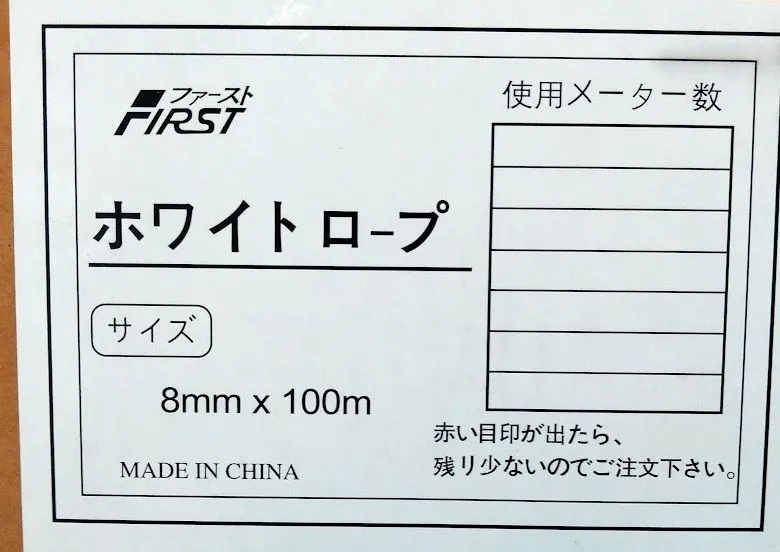 ファースト
FIRST
ホワイトロープ
サイズ
8mm x 100m
MADE IN CHINA
使用メーター数
赤い目印が出たら、
残り少ないのでご注文下さい。